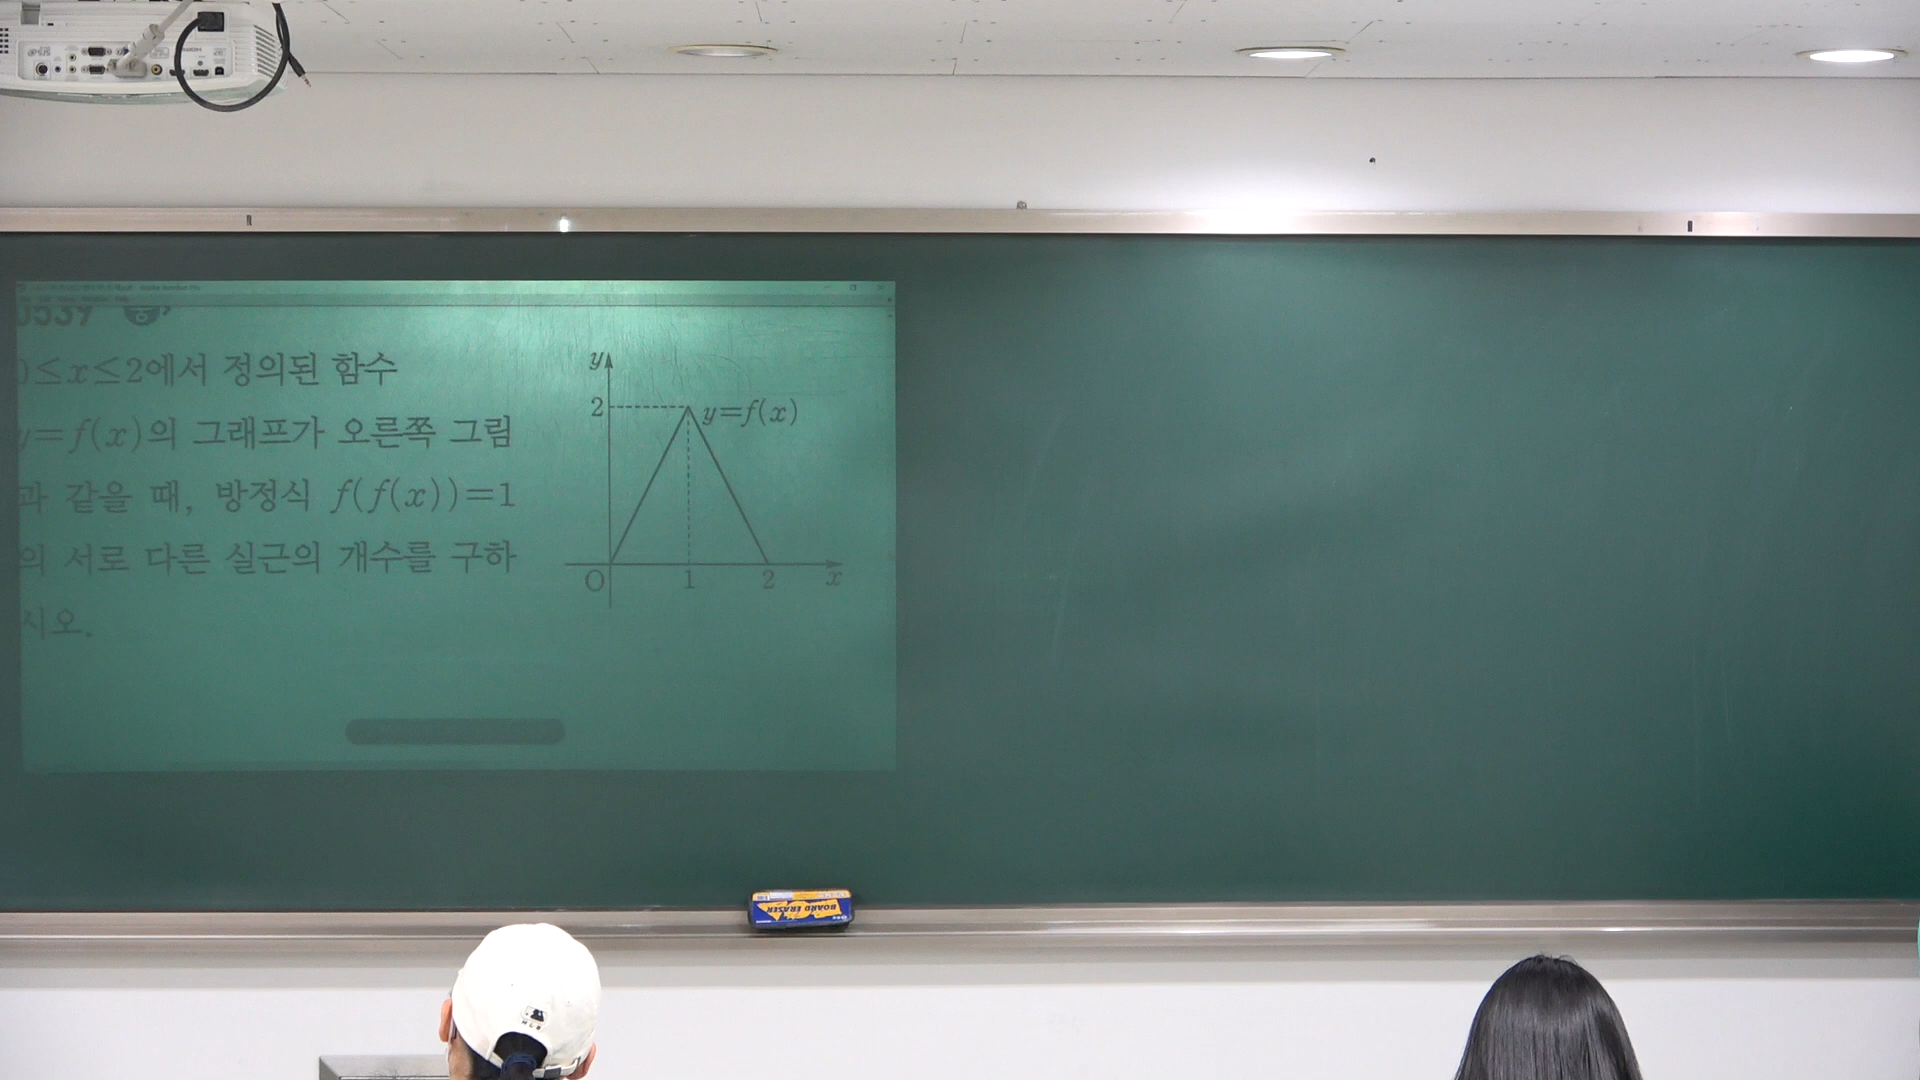 0539 중
0≤x≤2에서 정의된 함수
y=f(x)의 그래프가 오른쪽 그림
과 같을 때, 방정식 f(f(x))=1
의 서로 다른 실근의 개수를 구하
시오.
y
2
y=f(x)
O
1
2
x
BOARD ERASER